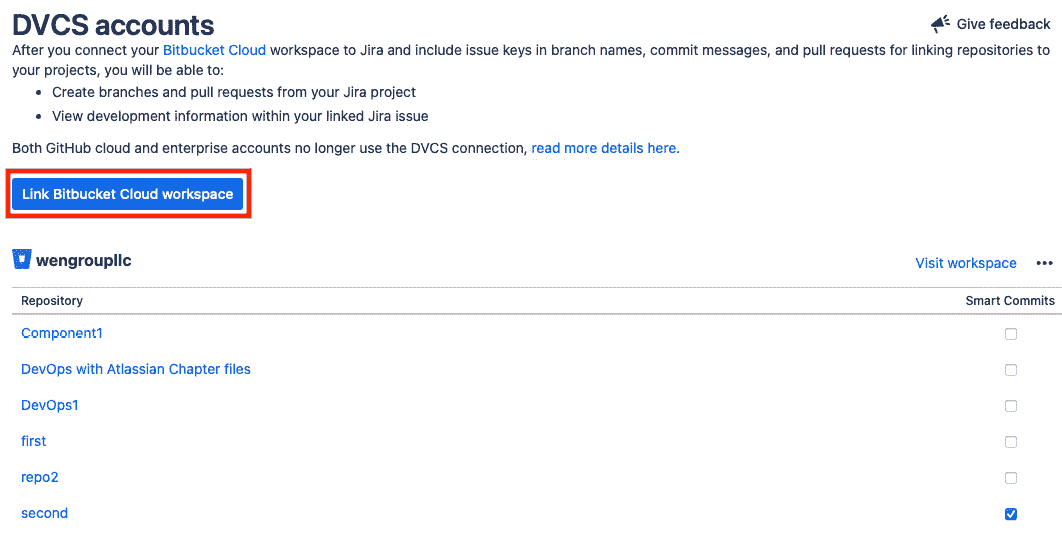 DVCS accounts
Give feedback
After you connect your Bitbucket Cloud workspace to Jira and include issue keys in branch names, commit messages, and pull requests for linking repositories to
your projects, you will be able to:
• Create branches and pull requests from your Jira project
• View development information within your linked Jira issue
Both GitHub cloud and enterprise accounts no longer use the DVCS connection, read more details here.
Link Bitbucket Cloud workspace
wengroupllc
Visit workspace •••
Repository Smart Commits
Component1
DevOps with Atlassian Chapter files
DevOps1
first
repo2
second